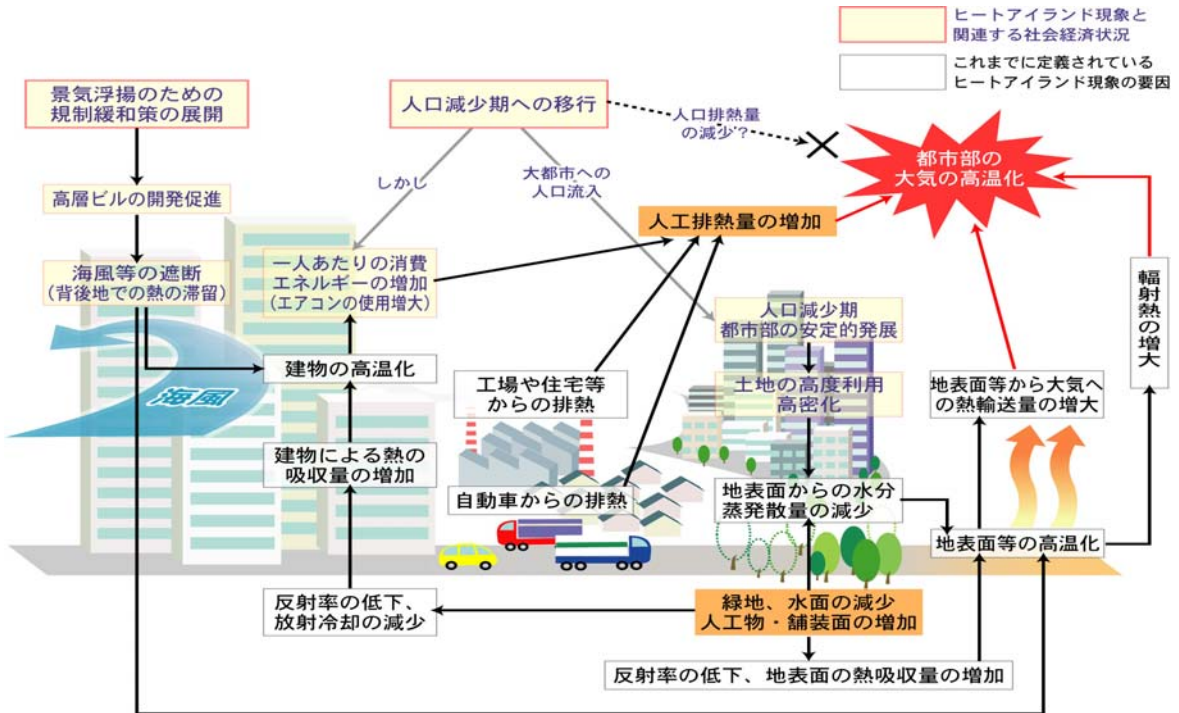 ヒートアイランド現象と
関連する社会経済状況
これまでに定義されている
ヒートアイランド現象の要因
景気浮揚のための
規制緩和策の展開
人口減少期への移行
人口排熱量
の減少?
都市部の
大気の高温化
しかし
大都市への
人口流入
高層ビルの開発促進
人工排熱量の増加
海風等の遮断
(背後地での熱の滞留)
一人あたりの消費
エネルギーの増加
(エアコンの使用増大)
輻射熱の増大
人口減少期
都市部の安定的発展
建物の高温化
工場や住宅等
からの排熱
土地の高度利用
高密化
地表面等から大気へ
の熱輸送量の増大
海風
建物による熱の
吸収量の増加
自動車からの排熱
地表面からの水分
蒸発散量の減少
地表面等の高温化
反射率の低下、
放射冷却の減少
緑地、水面の減少
人工物・舗装面の増加
反射率の低下、地表面の熱吸収量の増加